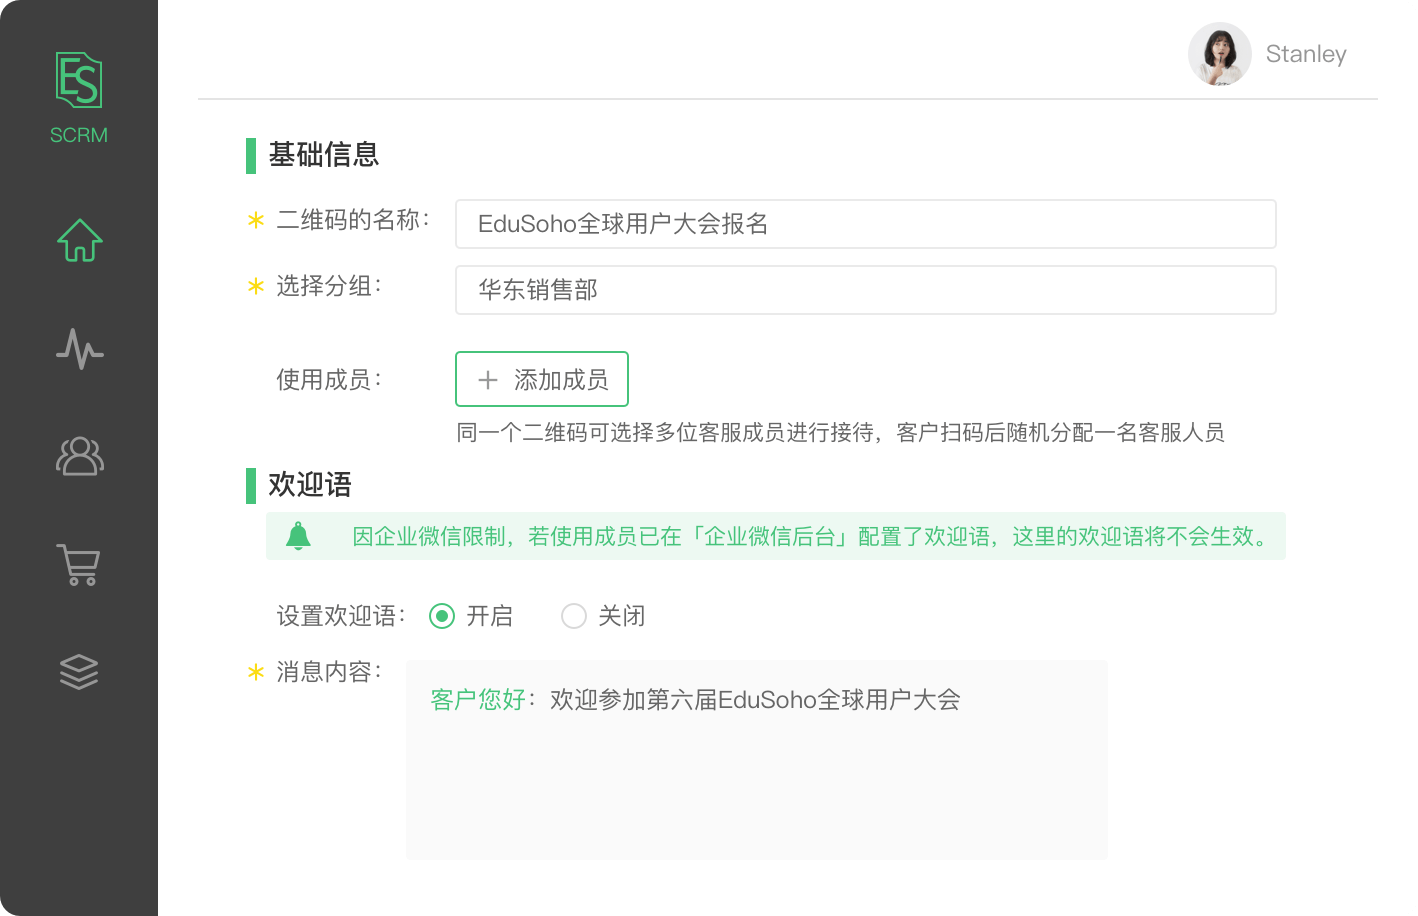 ES
SCRM
Stanley
基础信息
* 二维码的名称： EduSoho全球用户大会报名
* 选择分组： 华东销售部
使用成员： + 添加成员
同一个二维码可选择多位客服成员进行接待，客户扫码后随机分配一名客服人员
欢迎语
因企业微信限制，若使用成员已在「企业微信后台」配置了欢迎语，这里的欢迎语将不会生效。
设置欢迎语： 开启 关闭
* 消息内容：
客户您好：欢迎参加第六届EduSoho全球用户大会